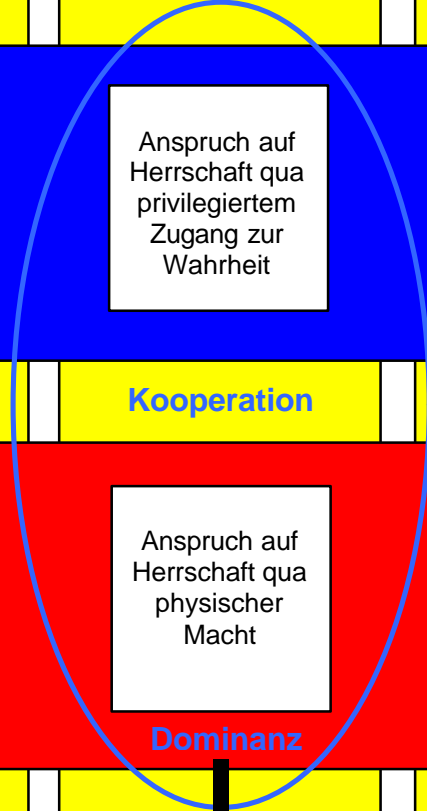 Anspruch auf
Herrschaft qua
privilegiertem
Zugang zur
Wahrheit
Kooperation
Anspruch auf
Herrschaft qua
physischer
Macht
Dominanz